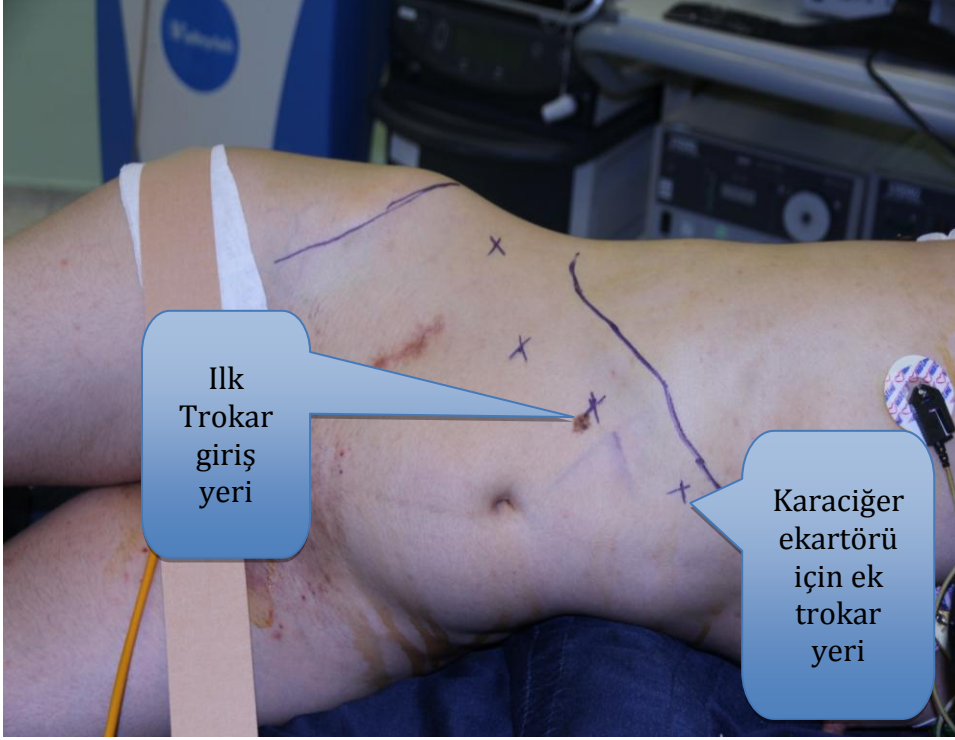 Ilk
Trokar
giriş
yeri
Karaciğer
ekartörü
için ek
trokar
yeri